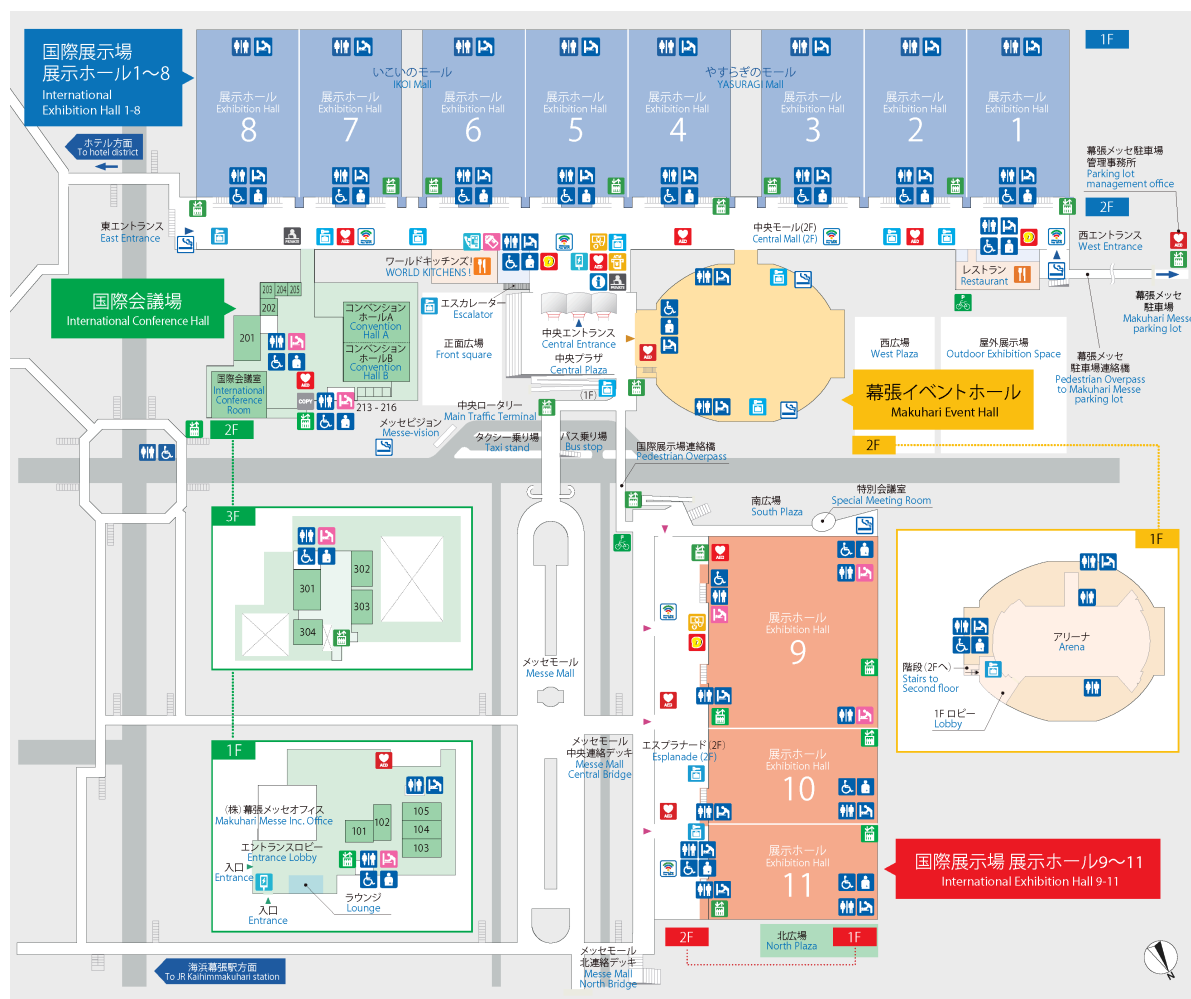 国際展示場
展示ホール1～8
International
Exhibition Hall 1-8
ホテル方面
To hotel district
展示ホール
Exhibition Hall
8
展示ホール
Exhibition Hall
7
いこいのモール
IKOI Mall
展示ホール
Exhibition Hall
6
展示ホール
Exhibition Hall
5
展示ホール
Exhibition Hall
4
やすらぎのモール
YASURAGI Mall
展示ホール
Exhibition Hall
3
展示ホール
Exhibition Hall
2
展示ホール
Exhibition Hall
1
1F
幕張メッセ駐車場
管理事務所
Parking lot
management office
2F
東エントランス
East Entrance
中央モール(2F)
Central Mall (2F)
西エントランス
West Entrance
ワールドキッチンズ!
WORLD KITCHENS !
レストラン
Restaurant
幕張メッセ
駐車場
Makuhari Messe
parking lot
国際会議場
International Conference Hall
203
204
205
202
201
コンベンション
ホールA
Convention
Hall A
コンベンション
ホールB
Convention
Hall B
国際会議室
International
Conference
Room
COPY
213 - 216
2F
エスカレーター
Escalator
正面広場
Front square
中央エントランス
Central Entrance
中央プラザ
Central Plaza
(1F)
西広場
West Plaza
屋外展示場
Outdoor Exhibition Space
幕張メッセ
駐車場連絡橋
Pedestrian Overpass
to Makuhari Messe
parking lot
幕張イベントホール
Makuhari Event Hall
2F
中央ロータリー
Main Traffic Terminal
メッセビジョン
Messe-vision
タクシー乗り場
Taxi stand
バス乗り場
Bus stop
国際展示場連絡橋
Pedestrian Overpass
南広場
South Plaza
特別会議室
Special Meeting Room
3F
301
302
303
304
1F
アリーナ
Arena
階段(2Fへ)
Stairs to
Second floor
1F ロビー
Lobby
展示ホール
Exhibition Hall
9
メッセモール
Messe Mall
メッセモール
中央連絡デッキ
Messe Mall
Central Bridge
エスプラナード(2F)
Esplanade (2F)
展示ホール
Exhibition Hall
10
展示ホール
Exhibition Hall
11
国際展示場 展示ホール9～11
International Exhibition Hall 9-11
1F
(株)幕張メッセオフィス
Makuhari Messe Inc. Office
101
102
105
104
103
エントランスロビー
Entrance Lobby
入口
Entrance
入口
Entrance
ラウンジ
Lounge
2F
北広場
North Plaza
1F
メッセモール
北連絡デッキ
Messe Mall
North Bridge
海浜幕張駅方面
To JR Kaihimmakuhari station
N